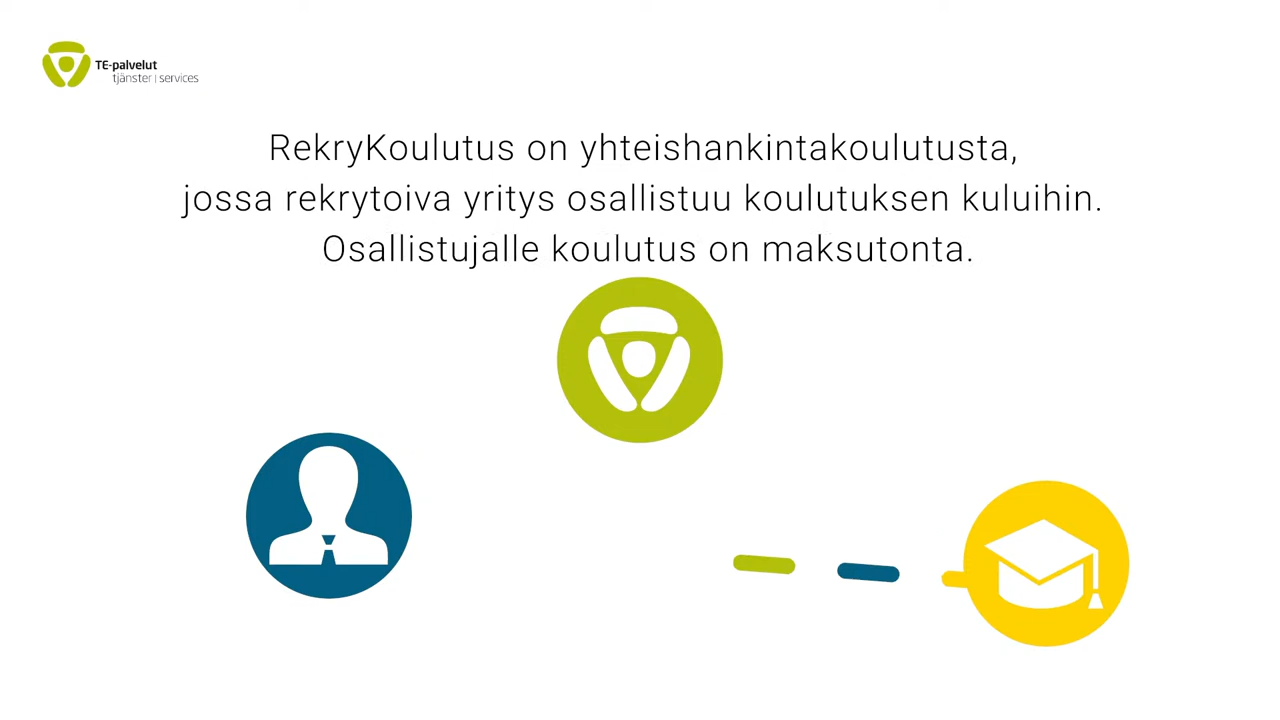 TE-palvelut
tjänster | services
RekryKoulutus on yhteishankintakoulutusta,
jossa rekrytoiva yritys osallistuu koulutuksen kuluihin.
Osallistujalle koulutus on maksutonta.